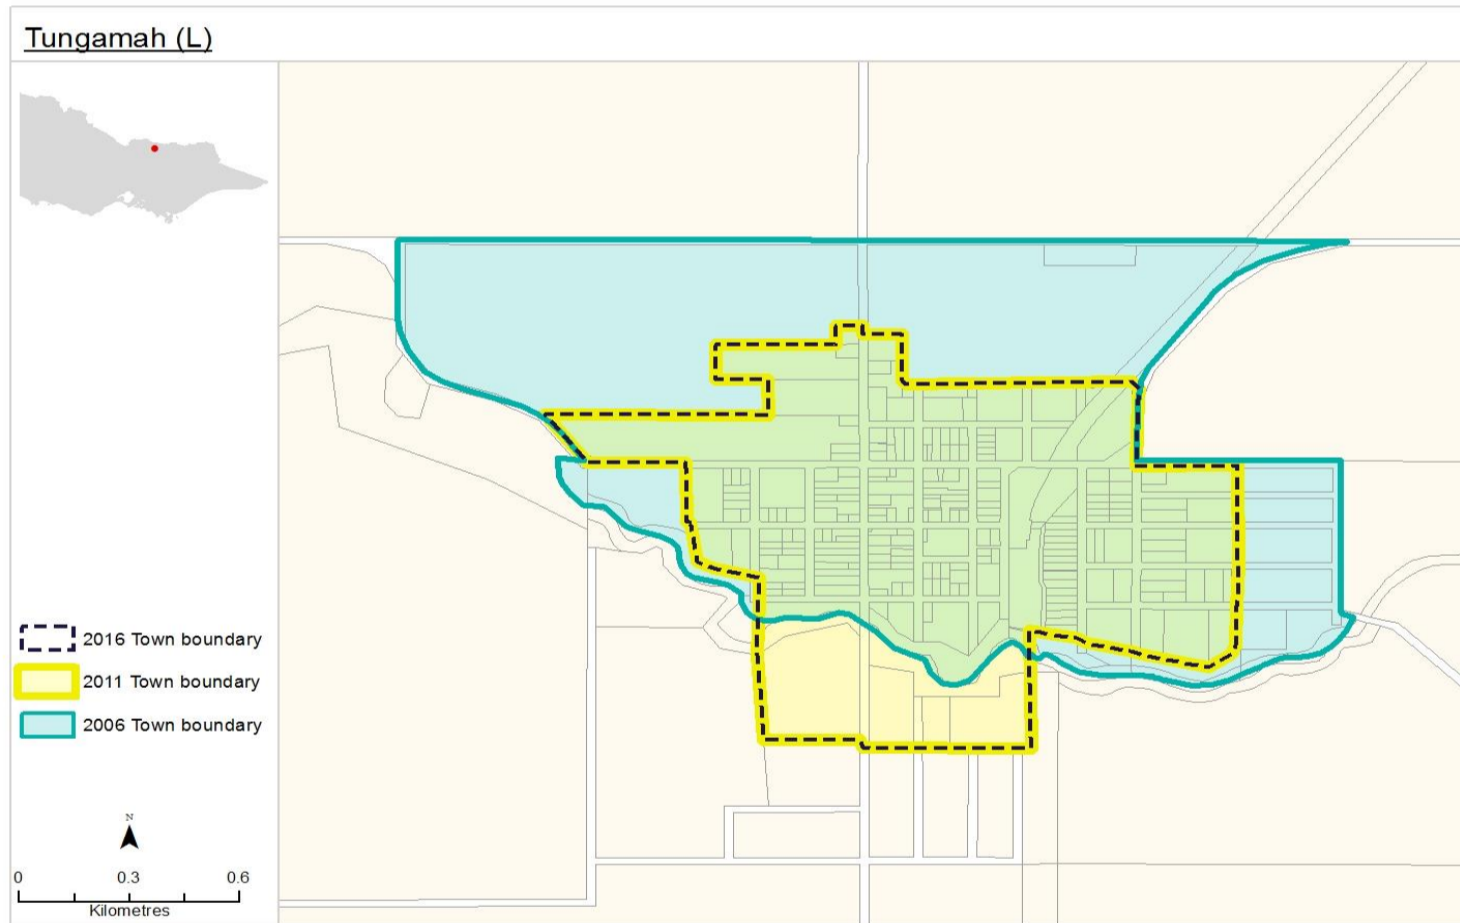 Tungamah (L)
2016 Town boundary
2011 Town boundary
2006 Town boundary
N
0 0.3 0.6
Kilometres